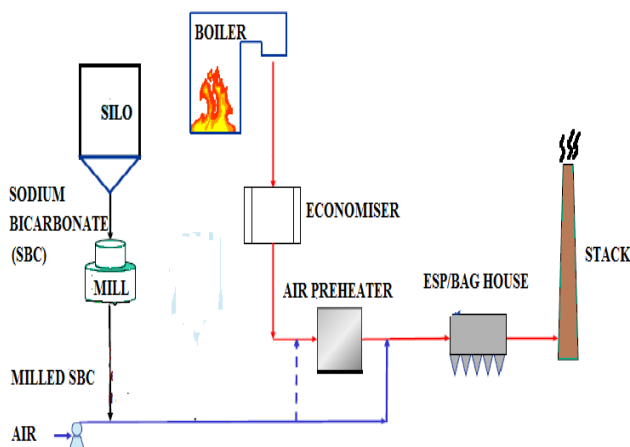 BOILER
SILO
SODIUM
BICARBONATE
(SBC)
ECONOMISER
STACK
MILL
AIR PREHEATER
ESP/BAG HOUSE
MILLED SBC
AIR